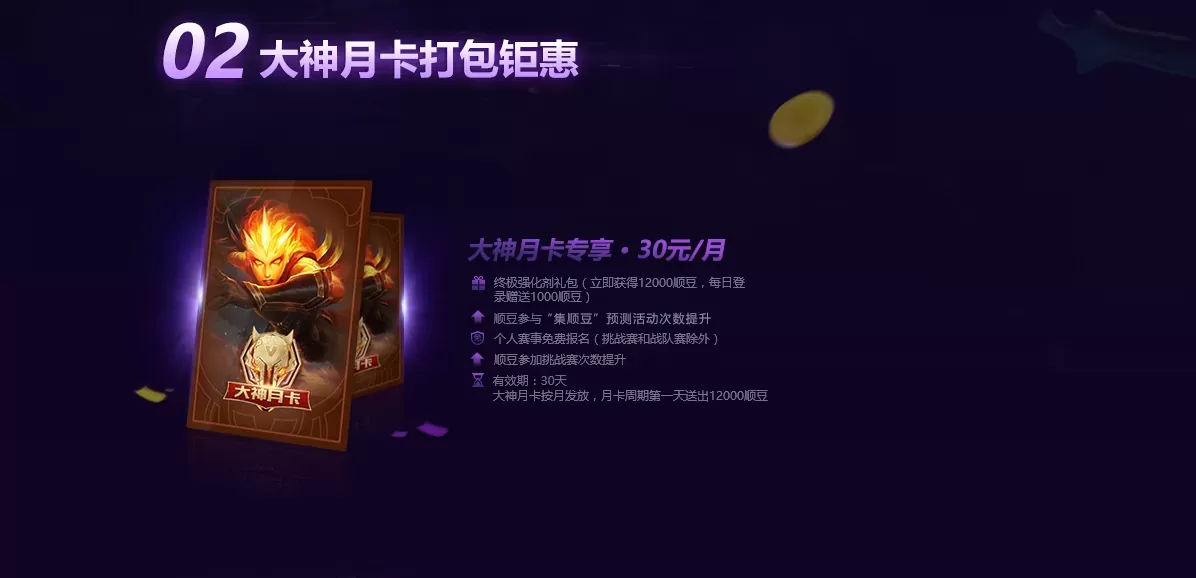 02 大神月卡打包钜惠
大神月卡专享·30元/月
终极强化剂礼包（立即获得12000顺豆，每日登
录赠送1000顺豆）
顺豆参与“集顺豆”预测活动次数提升
个人赛事免费报名（挑战赛和战队赛除外）
顺豆参加挑战赛次数提升
有效期：30天
大神月卡按月发放，月卡周期第一天送出12000顺豆
大神月卡
月卡